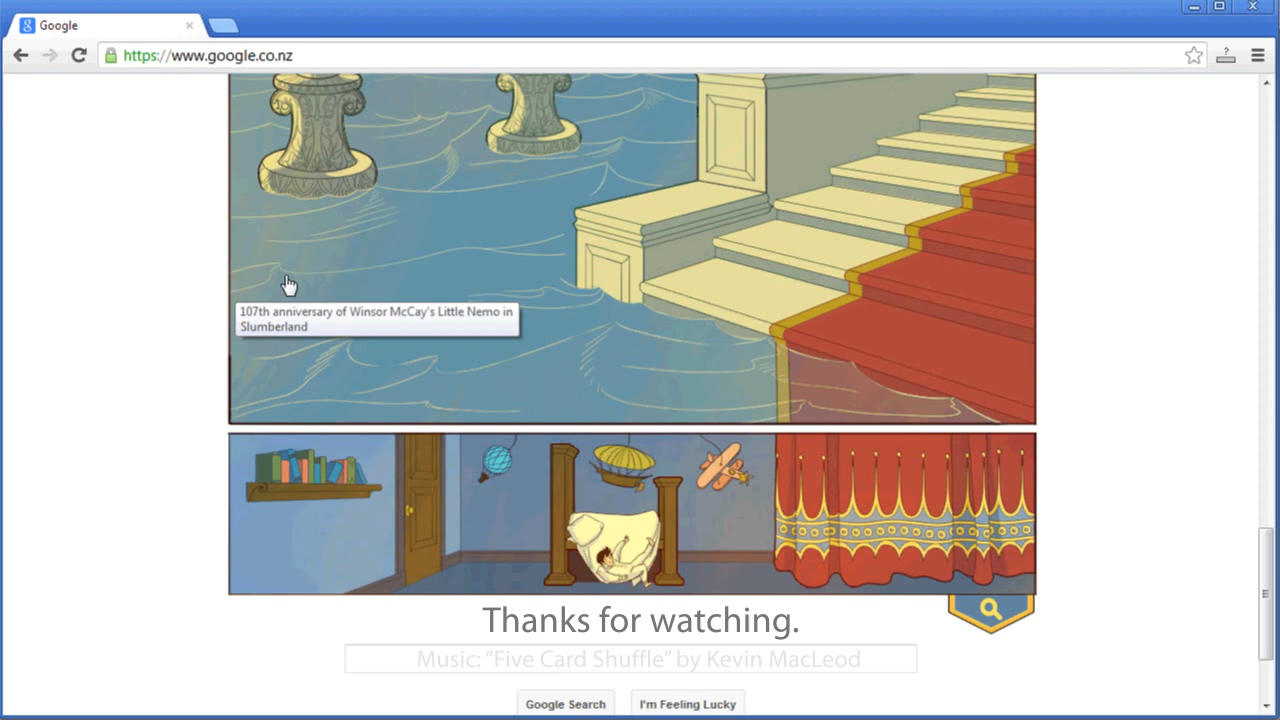 Google
https://www.google.co.nz
107th anniversary of Winsor McCay's Little Nemo in
Slumberland
Thanks for watching.
Music: “Five Card Shuffle” by Kevin MacLeod
Google Search
I'm Feeling Lucky